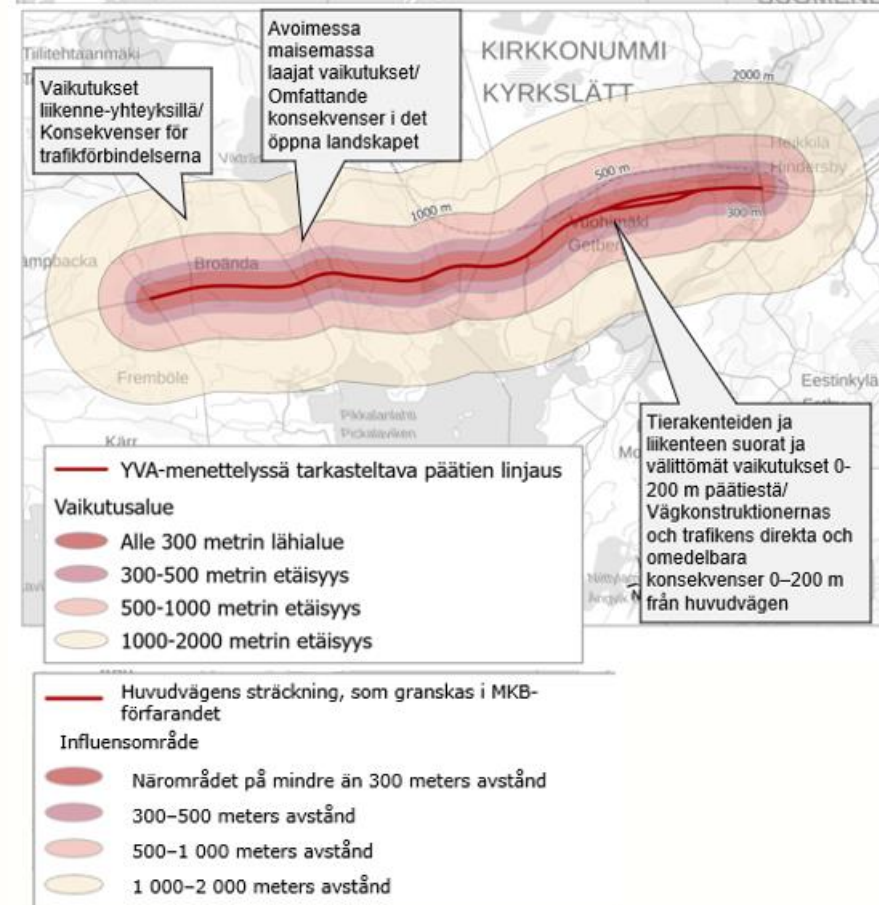 Tiilitehtaanmäki
Vaikutukset
liikenne-yhteyksillä/
Konsekvenser för
trafikförbindelserna
Avoimessa
maisemassa
laajat vaikutukset/
Omfattande
konsekvenser i det
öppna landskapet
KIRKKONUMMI
KYRKSLÄTT
2000 m
Heikkilä
Hindersby
500 m
1000 m
300 m
Vuohimäki
Getber
Broända
ampbacka
Fremböle
Pikkalanlahti
Pickalaviken
Kärr
Eestinkylä
Tierakenteiden ja
liikenteen suorat ja
välittömät vaikutukset 0-
200 m päätiestä/
Vägkonstruktionernas
och trafikens direkta och
omedelbara
konsekvenser 0–200 m
från huvudvägen
YVA-menettelyssä tarkasteltava päätien linjaus
Vaikutusalue
Alle 300 metrin lähialue
300-500 metrin etäisyys
500-1000 metrin etäisyys
1000-2000 metrin etäisyys
Huvudvägens sträckning, som granskas i MKB-
förfarandet
Influensområde
Närområdet på mindre än 300 meters avstånd
300–500 meters avstånd
500–1 000 meters avstånd
1 000–2 000 meters avstånd